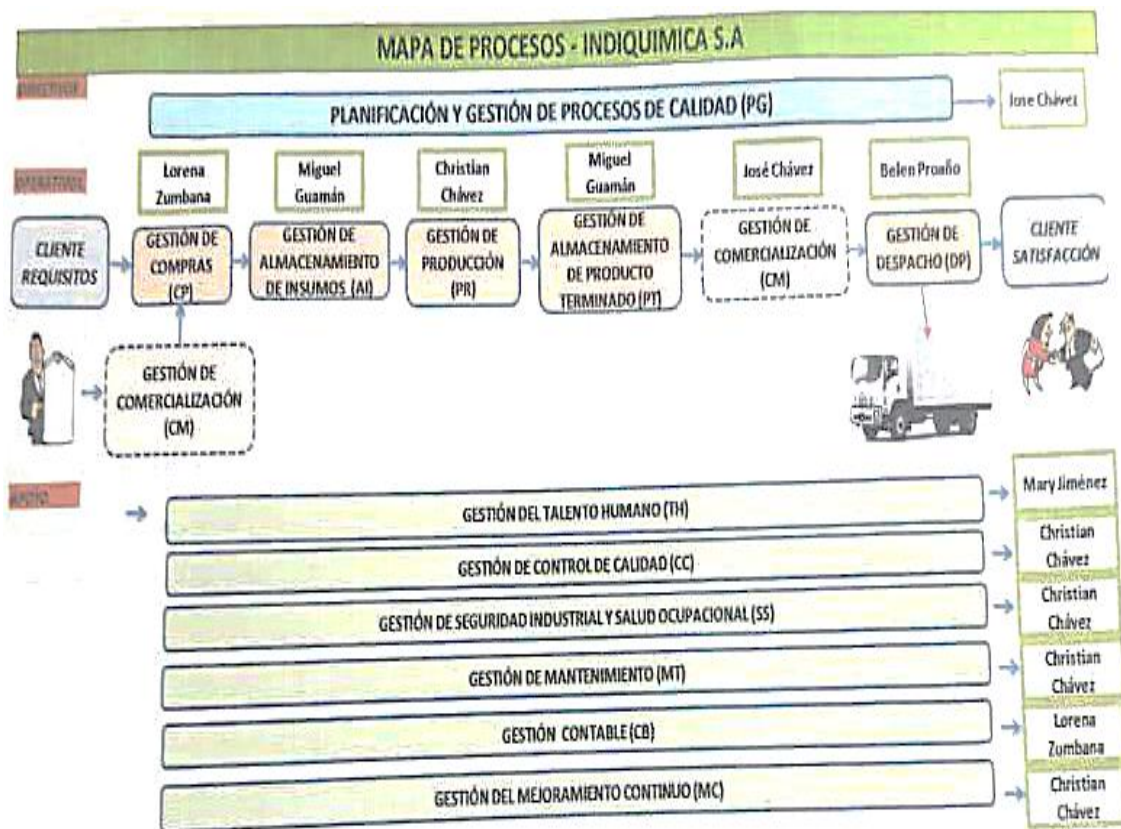 MAPA DE PROCESOS - INDIQUIMICA S.A
PLANIFICACIÓN Y GESTIÓN DE PROCESOS DE CALIDAD (PG)
Jose Chávez
OPERATIVOS
Lorena
Zumbana
Miguel
Guamán
Christian
Chávez
Miguel
Guamán
José Chávez
Belen Proaño
CLIENTE
REQUISITOS
GESTIÓN DE
COMPRAS
(CP)
GESTIÓN DE
ALMACENAMIENTO
DE INSUMOS (AI)
GESTIÓN DE
PRODUCCIÓN
(PR)
GESTIÓN DE
ALMACENAMIENTO
DE PRODUCTO
TERMINADO (PT)
GESTIÓN DE
COMERCIALIZACIÓN
(CM)
GESTIÓN DE
DESPACHO (DP)
CLIENTE
SATISFACCIÓN
GESTIÓN DE
COMERCIALIZACIÓN
(CM)
APOYO
GESTIÓN DEL TALENTO HUMANO (TH)
Mary Jiménez
GESTIÓN DE CONTROL DE CALIDAD (CC)
Christian
Chávez
GESTIÓN DE SEGURIDAD INDUSTRIAL Y SALUD OCUPACIONAL (SS)
Christian
Chávez
GESTIÓN DE MANTENIMIENTO (MT)
Christian
Chávez
GESTIÓN CONTABLE (CB)
Lorena
Zumbana
GESTIÓN DEL MEJORAMIENTO CONTINUO (MC)
Christian
Chávez